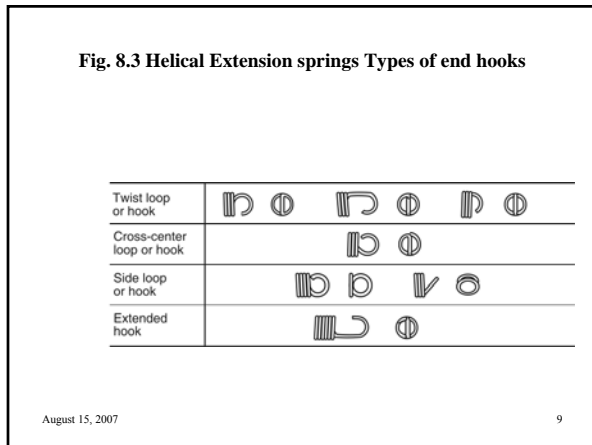 Fig. 8.3 Helical Extension springs Types of end hooks
Twist loop
or hook
Cross-center
loop or hook
Side loop
or hook
Extended
hook
August 15, 2007
9